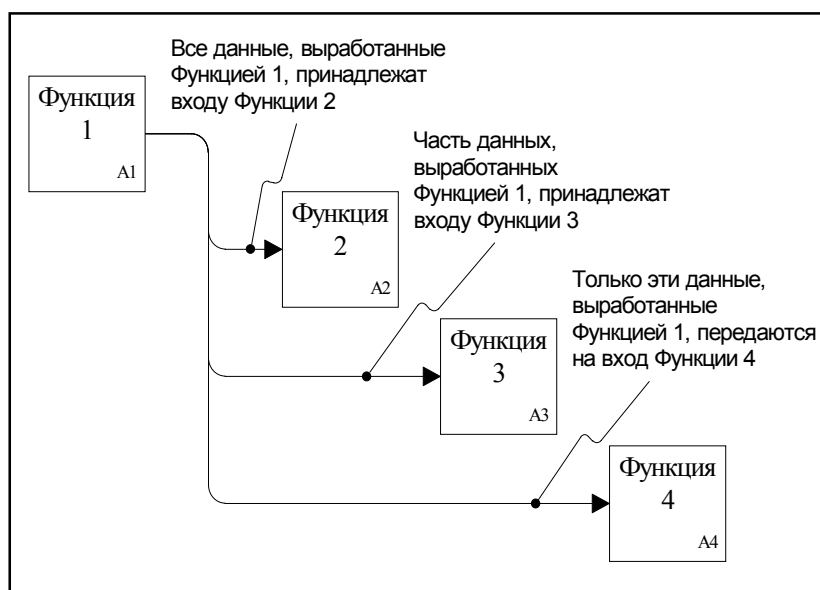 Все данные, выработанные
Функцией 1, принадлежат
входу Функции 2
Функция
1
A1
Часть данных,
выработанных
Функцией 1, принадлежат
входу Функции 3
Функция
2
A2
Только эти данные,
выработанные
Функцией 1, передаются
на вход Функции 4
Функция
3
A3
Функция
4
A4